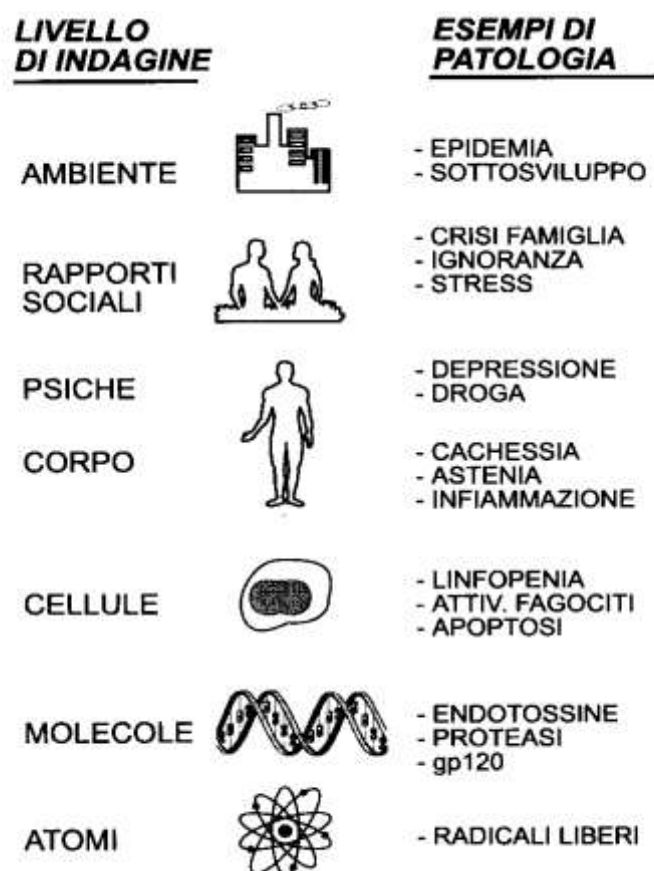 LIVELLO
DI INDAGINE
ESEMPI DI
PATOLOGIA
AMBIENTE
- EPIDEMIA
- SOTTOSVILUPPO
RAPPORTI
SOCIALI
- CRISI FAMIGLIA
- IGNORANZA
- STRESS
PSICHE
- DEPRESSIONE
- DROGA
CORPO
- CACHESSIA
- ASTENIA
- INFIAMMAZIONE
CELLULE
- LINFOPENIA
- ATTIV. FAGOCITI
- APOPTOSI
MOLECOLE
- ENDOTOSSINE
- PROTEASI
- gp120
ATOMI
- RADICALI LIBERI